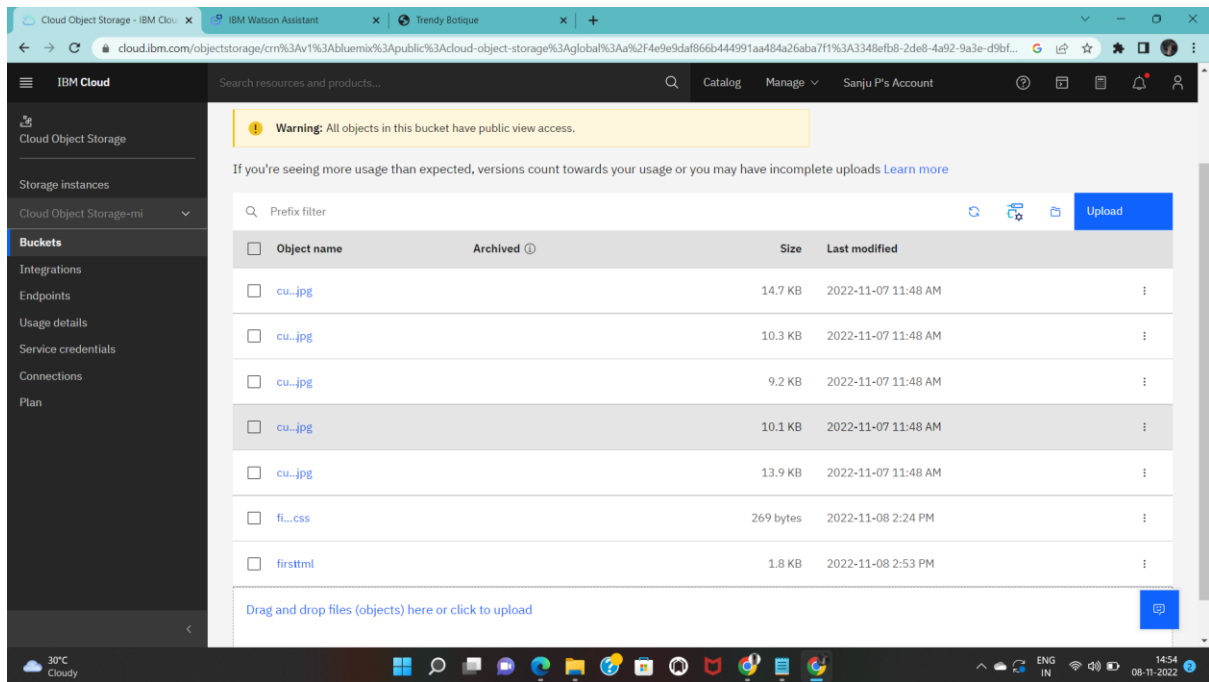 Cloud Object Storage - IBM Clou
IBM Watson Assistant
Trendy Botique
cloud.ibm.com/objectstorage/crn%3Av1%3Abluemix%3Apublic%3Acloud-object-storage%3Aglobal%3Aa%2F4e9e9daf866b444991aa484a26aba7f1%3A3348efb8-2de8-4a92-9a3e-d9bf...
IBM Cloud
Search resources and products...
Catalog
Manage
Sanju P's Account
Cloud Object Storage
Storage instances
Cloud Object Storage-mi
Buckets
Integrations
Endpoints
Usage details
Service credentials
Connections
Plan
Warning: All objects in this bucket have public view access.
If you're seeing more usage than expected, versions count towards your usage or you may have incomplete uploads Learn more
Prefix filter
Upload
Object name Archived Size Last modified
cu...jpg 14.7 KB 2022-11-07 11:48 AM
cu...jpg 10.3 KB 2022-11-07 11:48 AM
cu...jpg 9.2 KB 2022-11-07 11:48 AM
cu...jpg 10.1 KB 2022-11-07 11:48 AM
cu...jpg 13.9 KB 2022-11-07 11:48 AM
fi...css 269 bytes 2022-11-08 2:24 PM
firsttml 1.8 KB 2022-11-08 2:53 PM
Drag and drop files (objects) here or click to upload
30°C
Cloudy
ENG
IN
14:54
08-11-2022
2